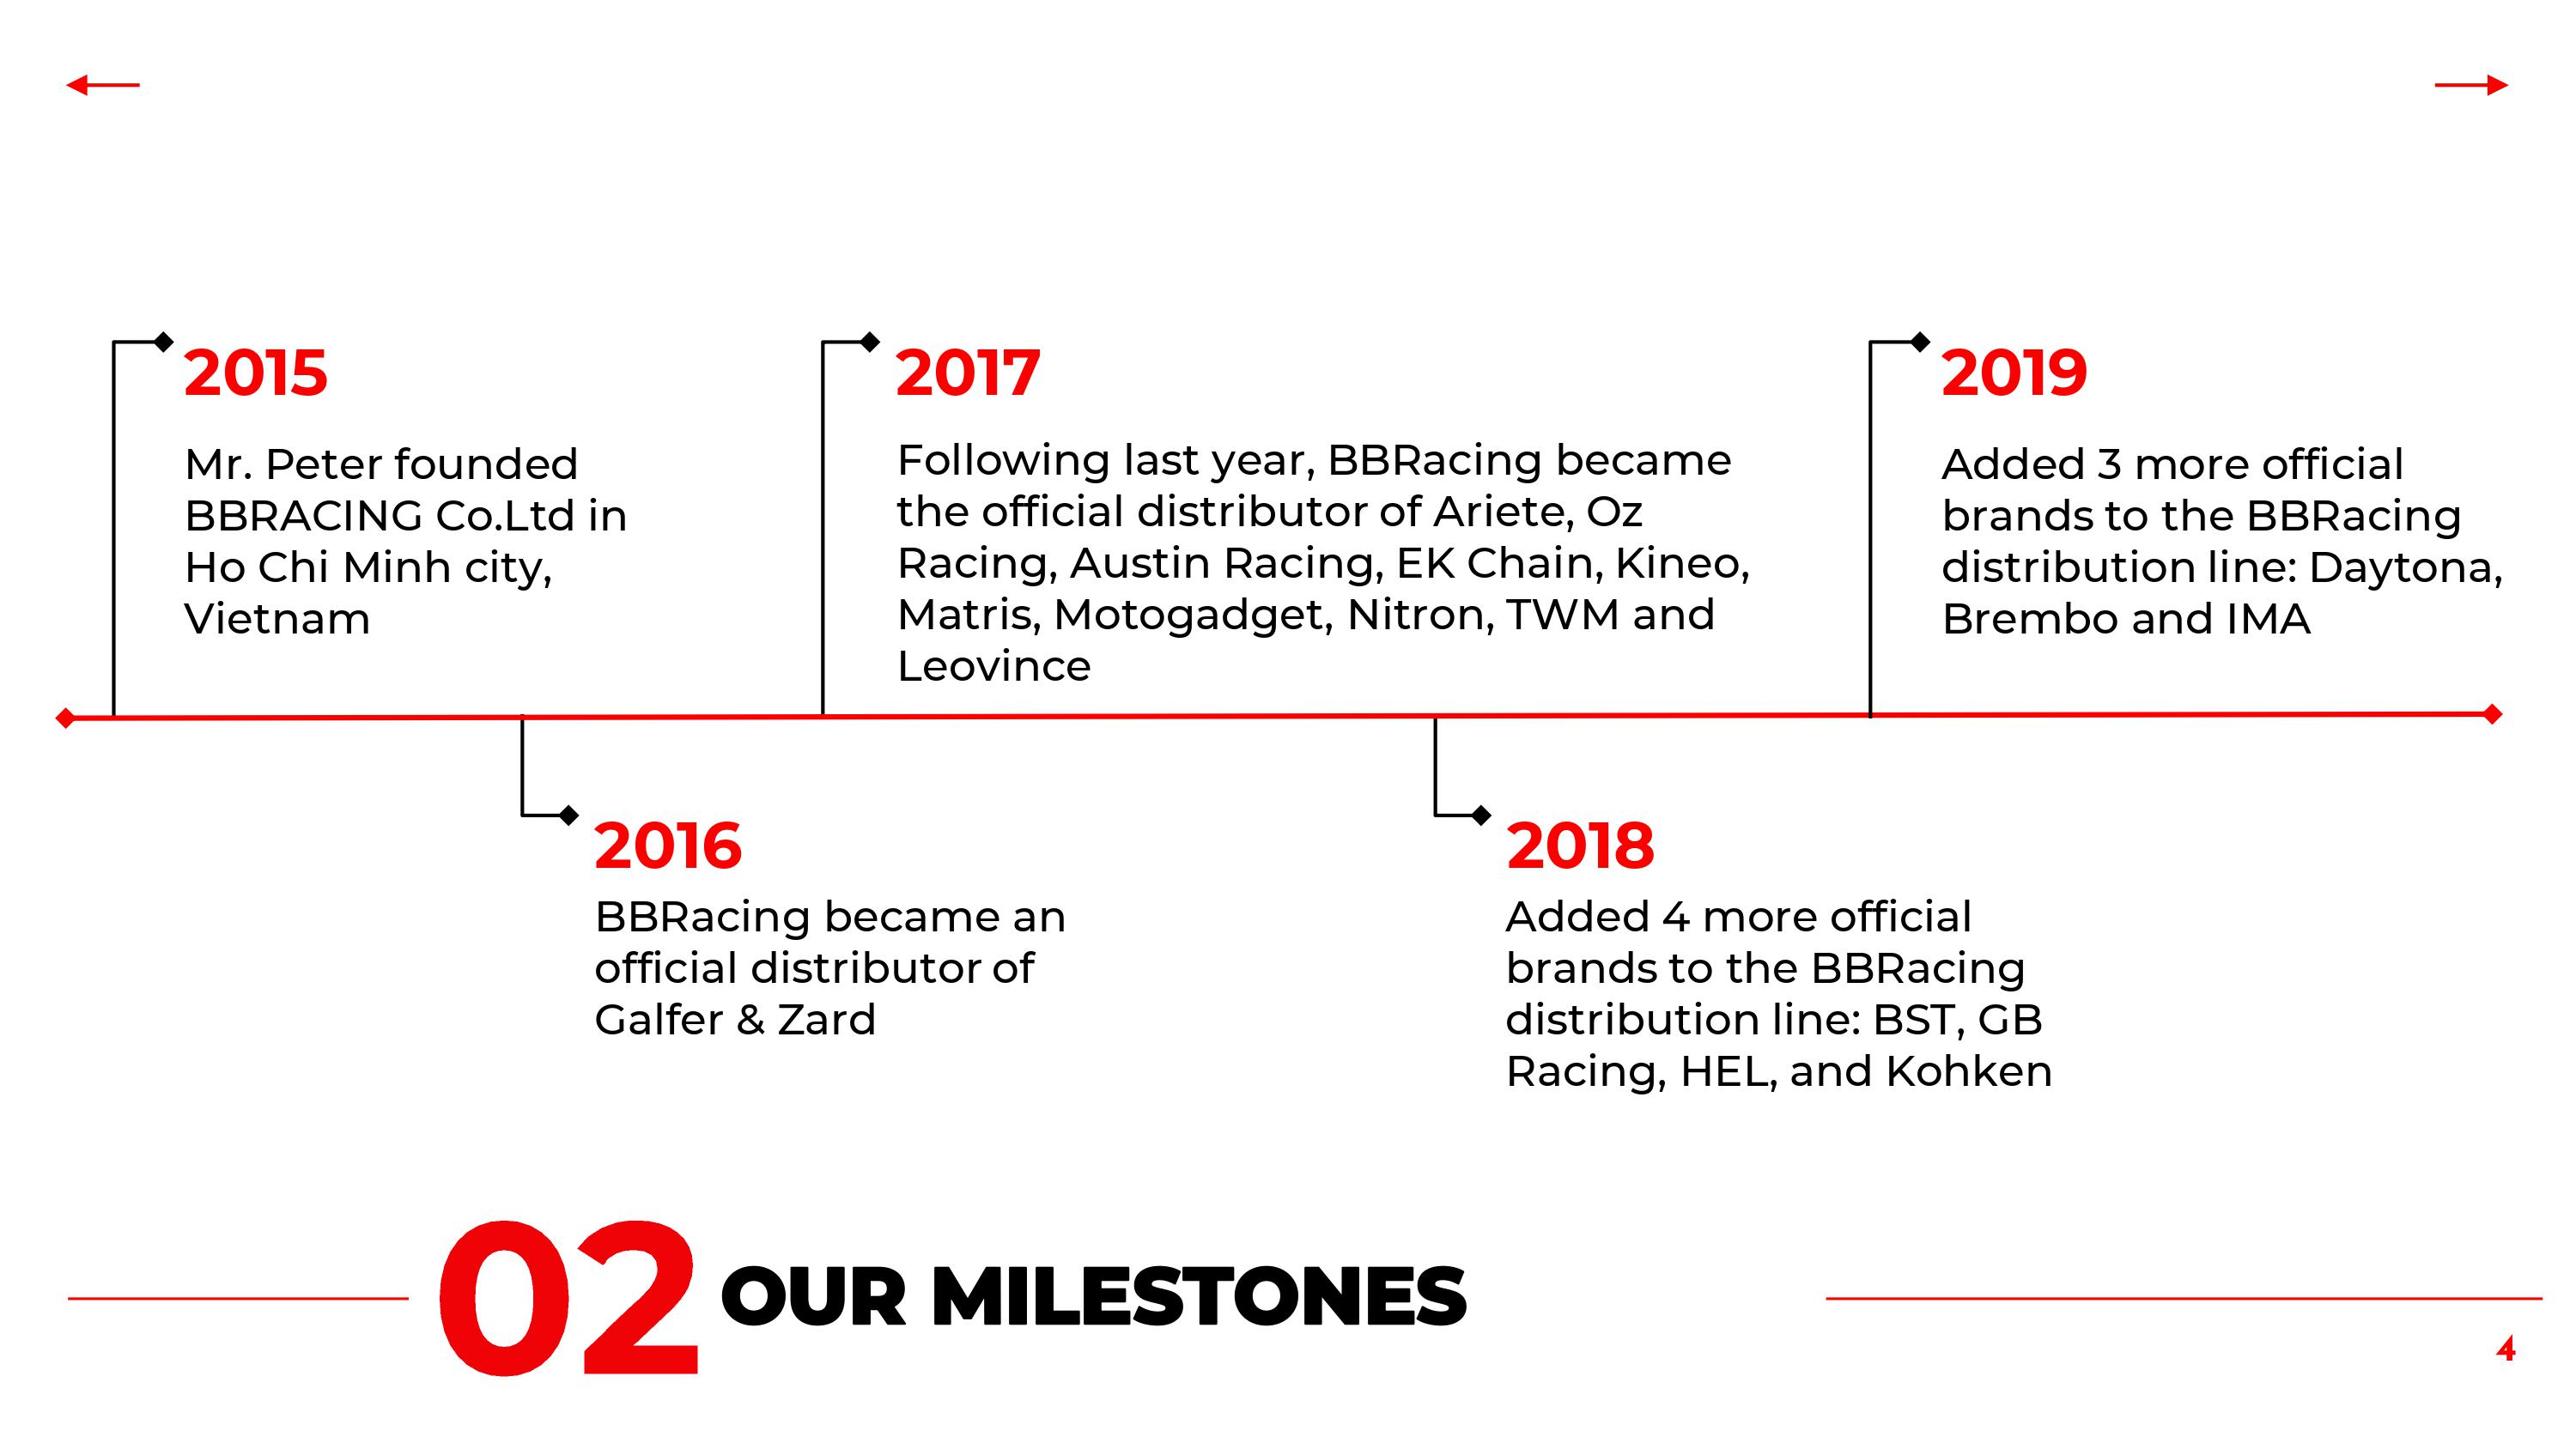 2015
Mr. Peter founded
BBRACING Co.Ltd in
Ho Chi Minh city,
Vietnam
2017
Following last year, BBRacing became
the official distributor of Ariete, Oz
Racing, Austin Racing, EK Chain, Kineo,
Matris, Motogadget, Nitron, TWM and
Leovince
2019
Added 3 more official
brands to the BBRacing
distribution line: Daytona,
Brembo and IMA
2016
BBRacing became an
official distributor of
Galfer & Zard
2018
Added 4 more official
brands to the BBRacing
distribution line: BST, GB
Racing, HEL, and Kohken
02 OUR MILESTONES
4